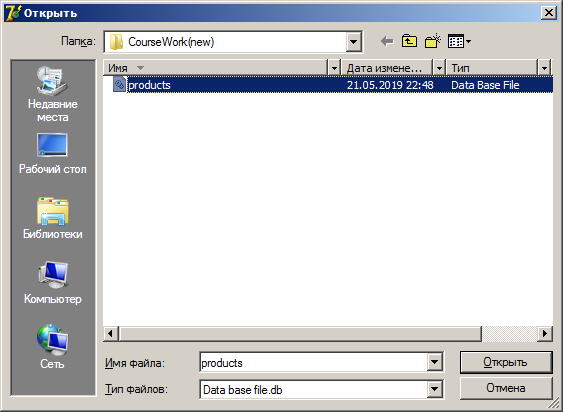 Открыть
Папка: CourseWork(new)
Имя Дата измене... Тип
products 21.05.2019 22:48 Data Base File
Недавние
места
Рабочий стол
Библиотеки
Компьютер
Сеть
Имя файла: products Открыть
Тип файлов: Data base file.db Отмена